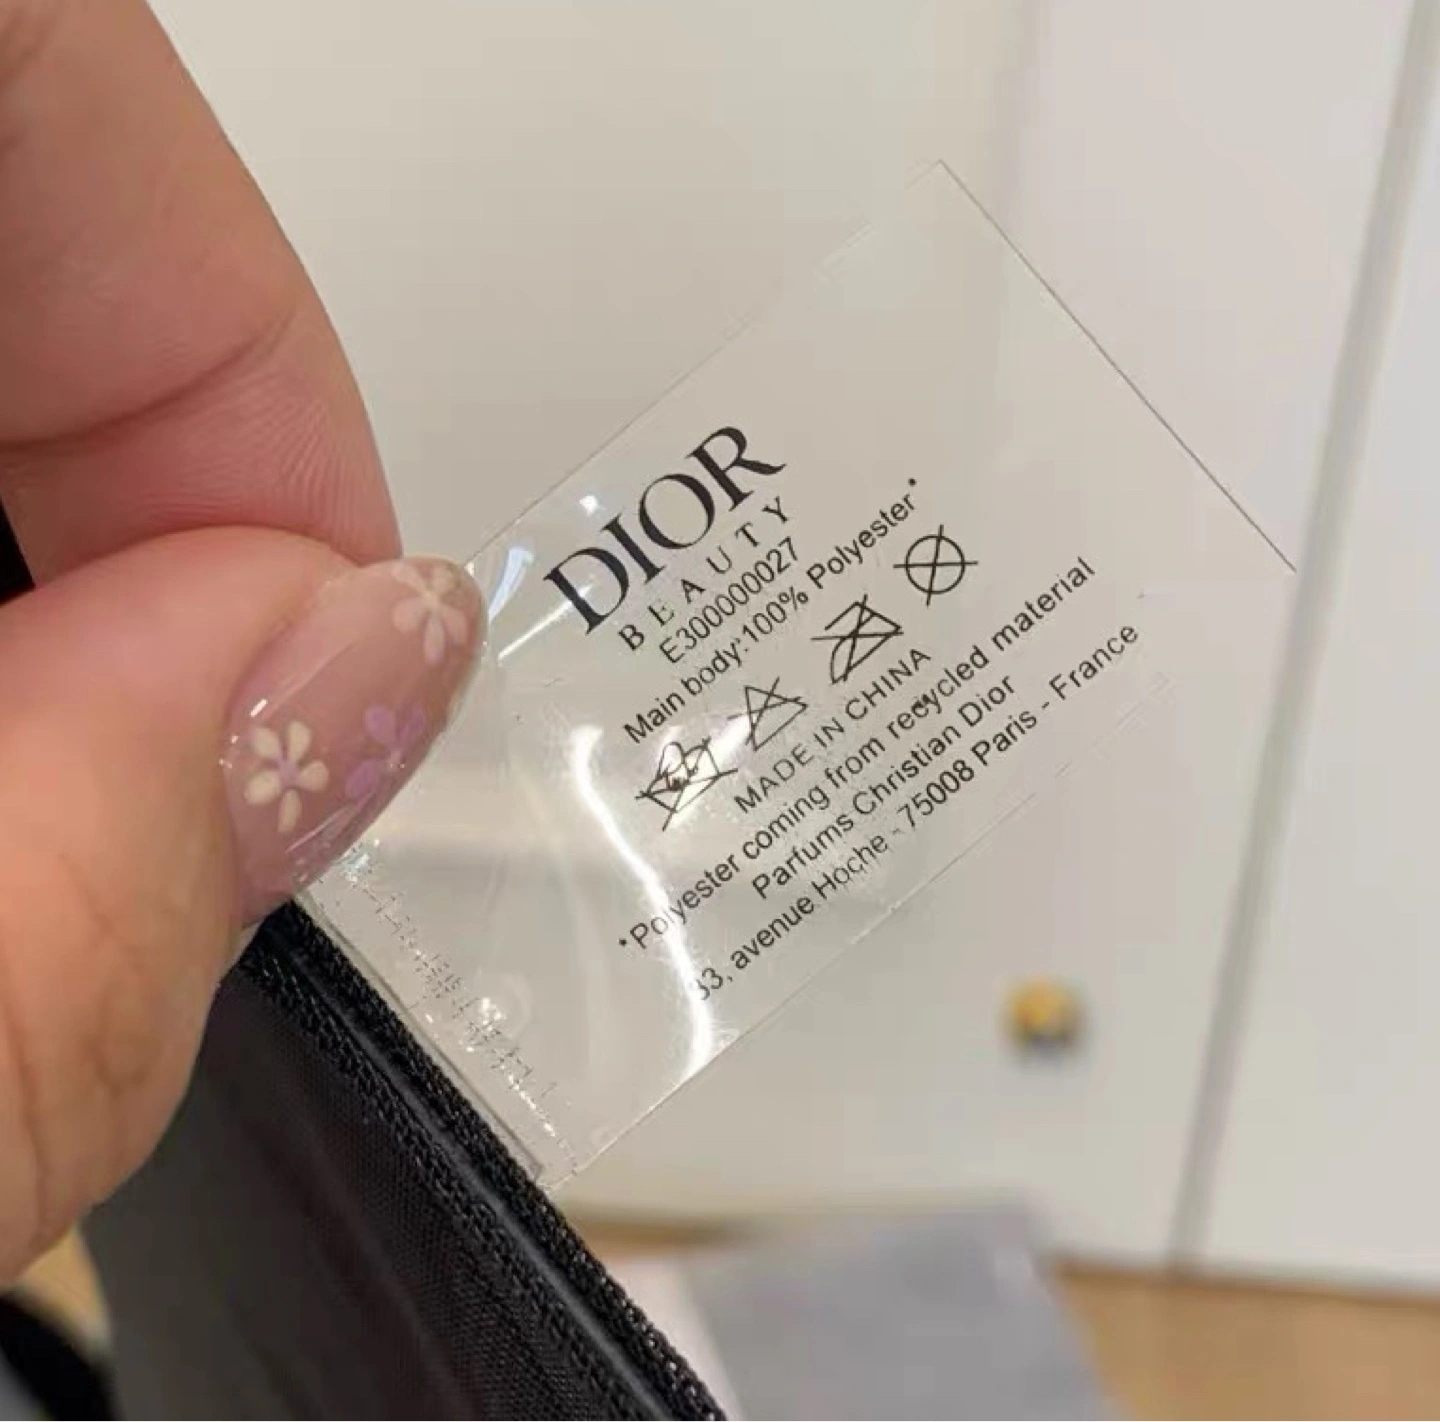 DIOR
BEAUTY
E300000027
Main body:100% Polyester*
MADE IN CHINA
*Polyester coming from recycled material
Parfums Christian Dior
33, avenue Hoche - 75008 Paris - France